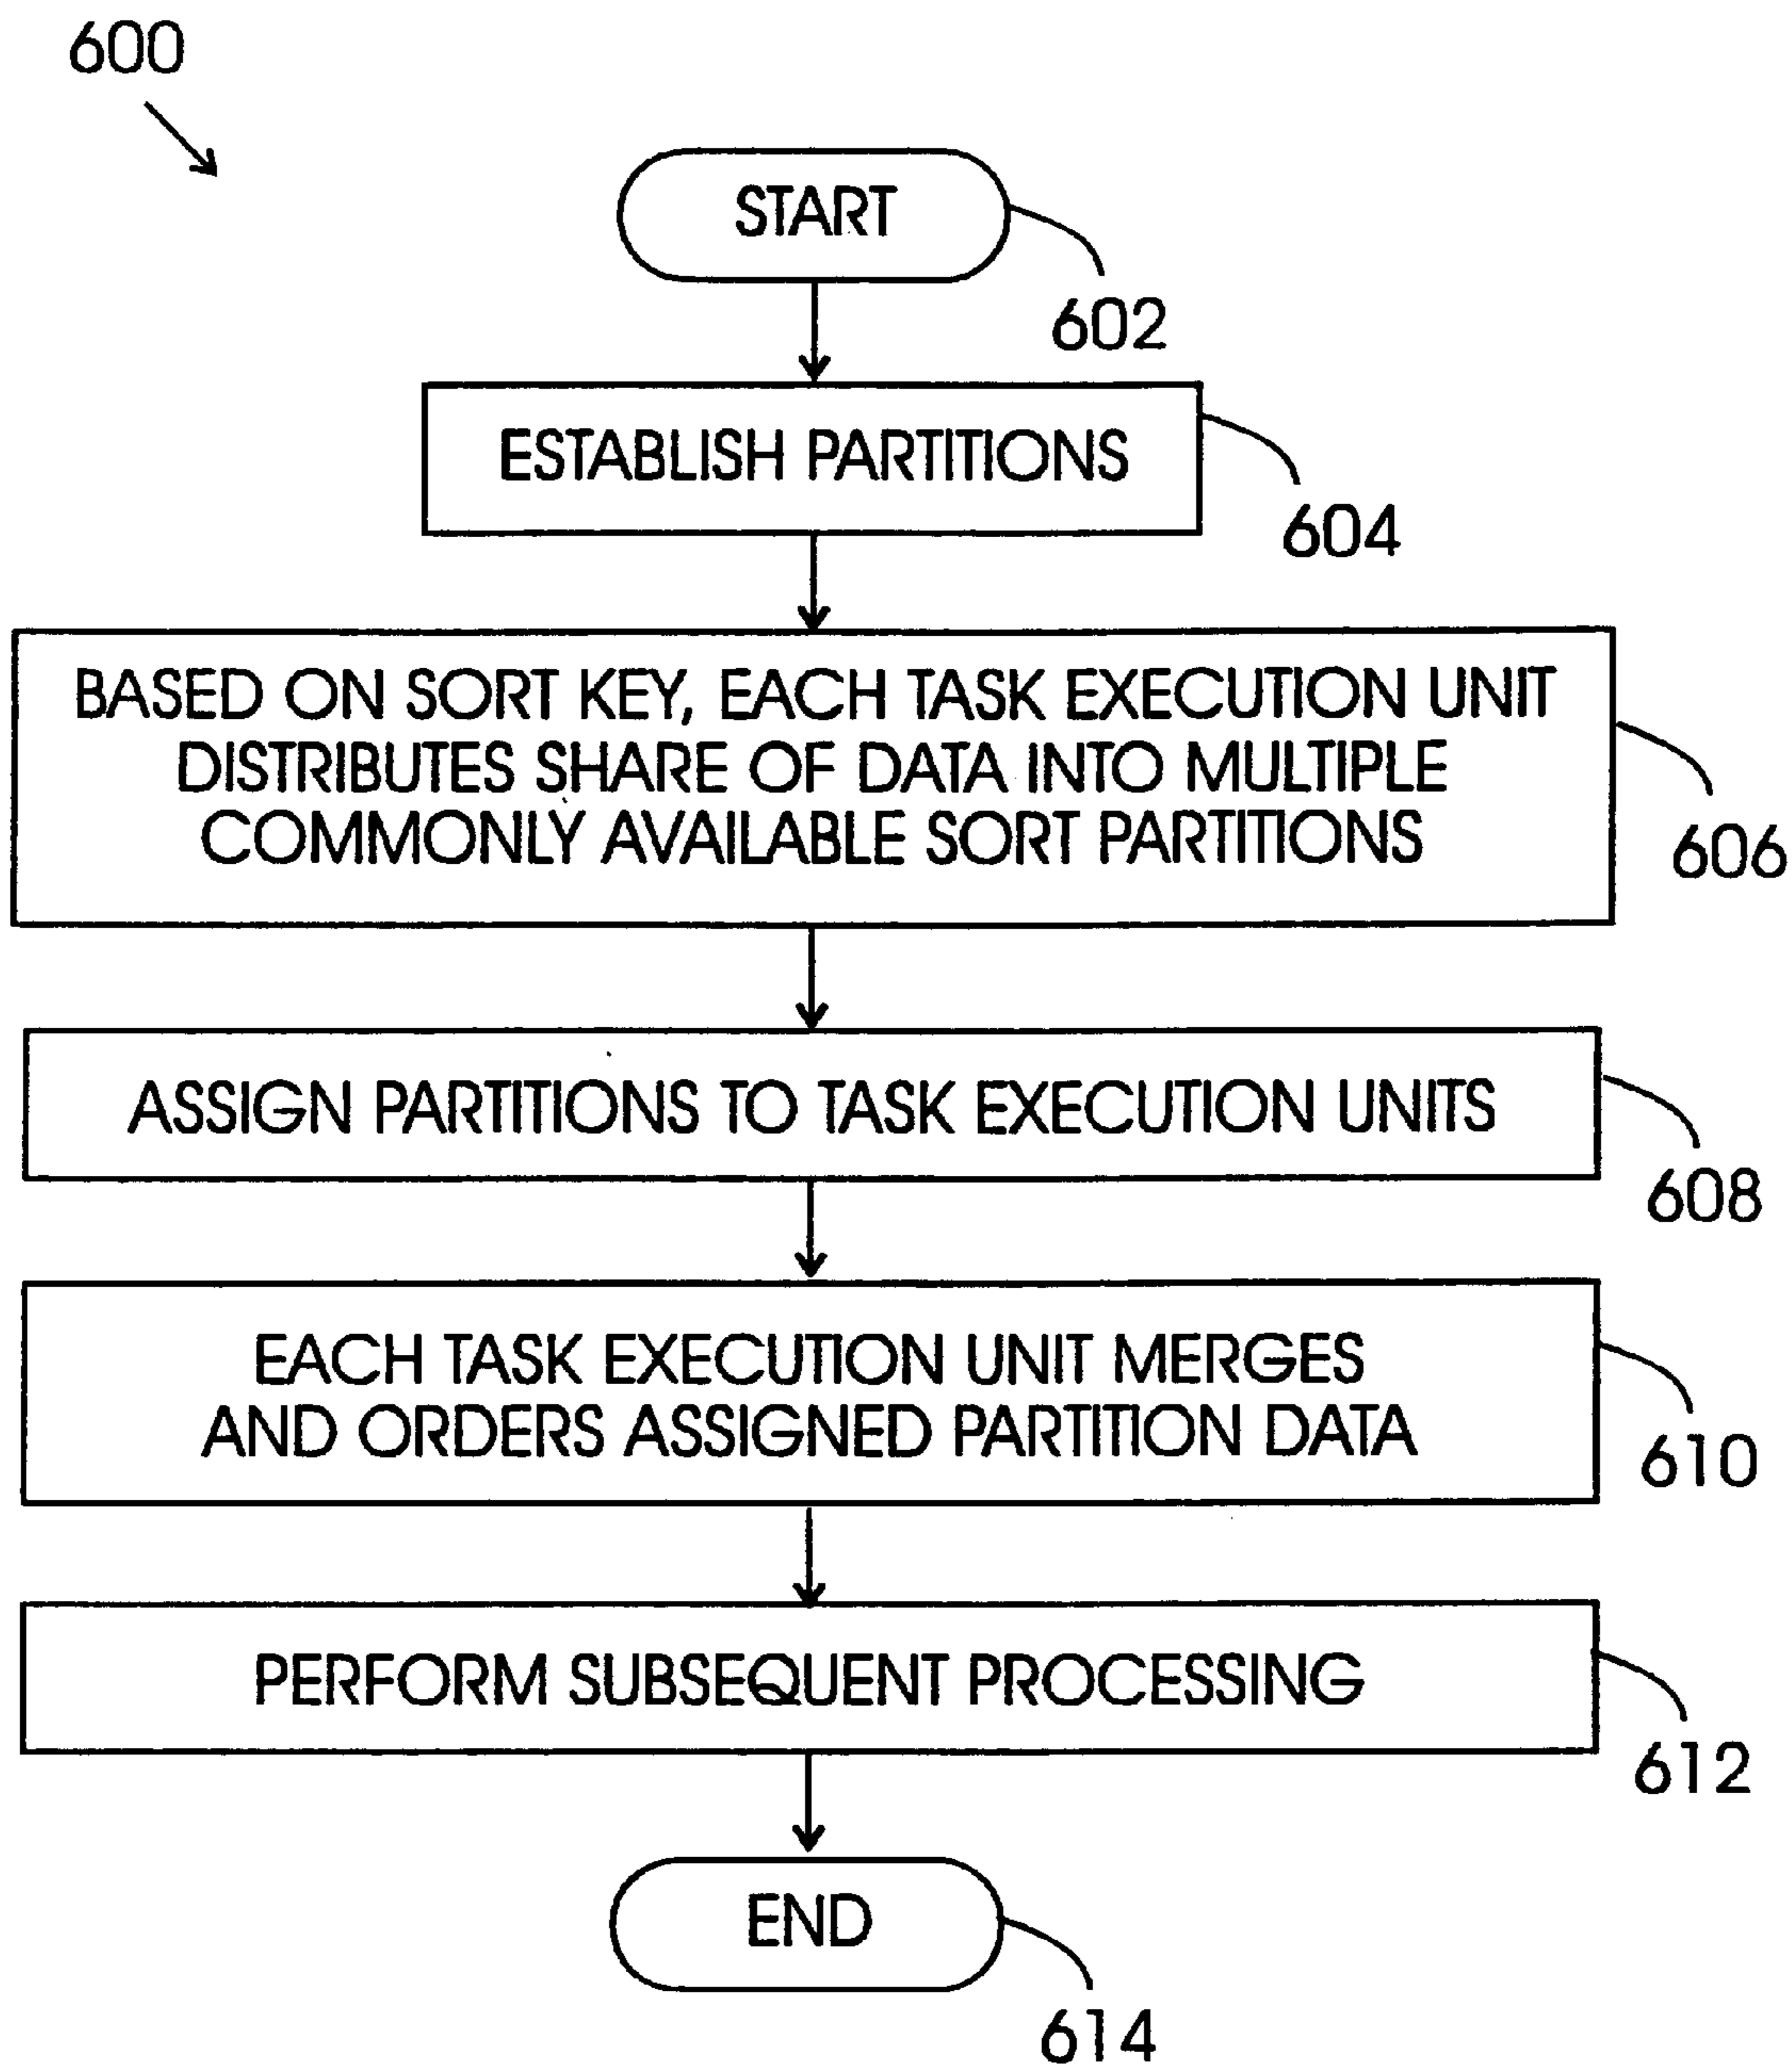 600
START
602
ESTABLISH PARTITIONS
604
BASED ON SORT KEY, EACH TASK EXECUTION UNIT
DISTRIBUTES SHARE OF DATA INTO MULTIPLE
COMMONLY AVAILABLE SORT PARTITIONS
606
ASSIGN PARTITIONS TO TASK EXECUTION UNITS
608
EACH TASK EXECUTION UNIT MERGES
AND ORDERS ASSIGNED PARTITION DATA
610
PERFORM SUBSEQUENT PROCESSING
612
END
614